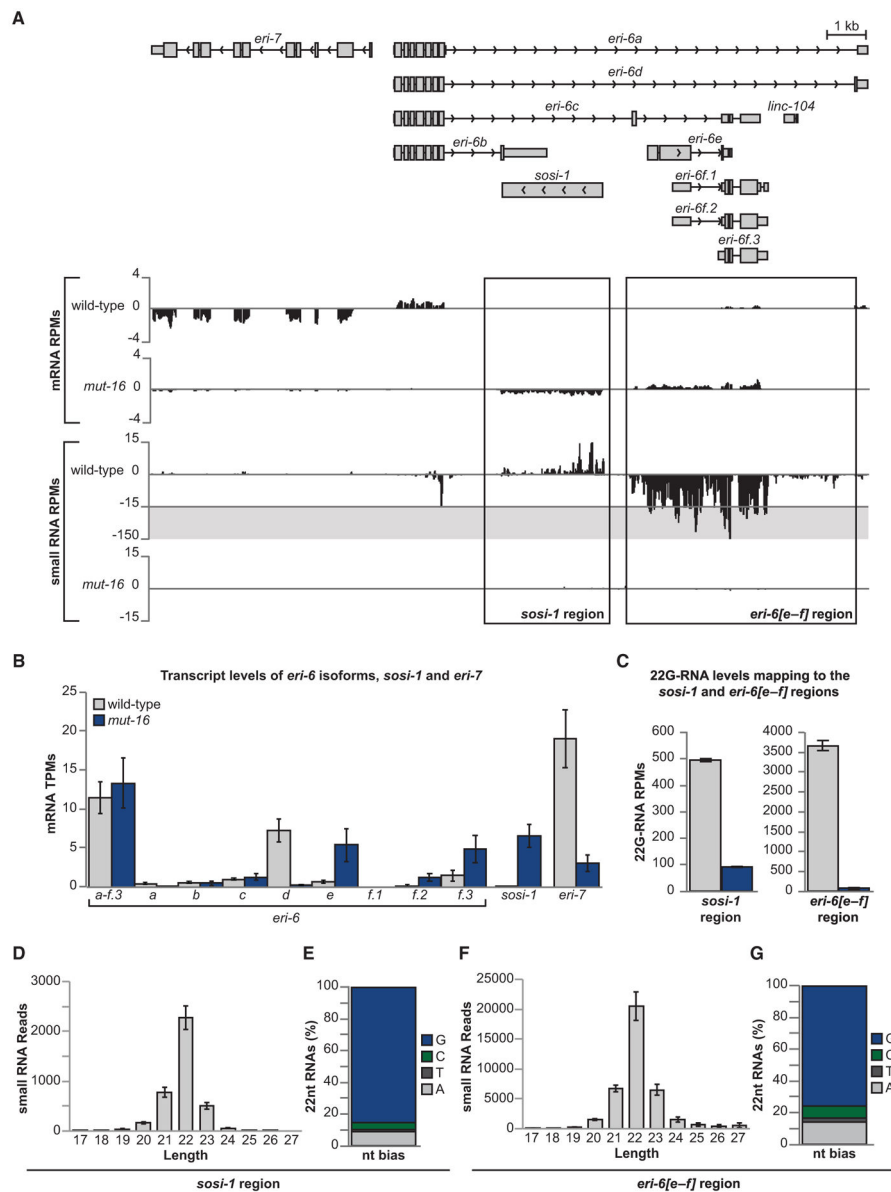 A
1 kb
eri-7
eri-6a
eri-6d
eri-6c
linc-104
eri-6b
eri-6e
sosi-1
eri-6f.1
eri-6f.2
eri-6f.3
mRNA RPMs
small RNA RPMs
4
wild-type
0
-4
4
mut-16
0
-4
15
wild-type
0
-15
-150
15
mut-16
0
-15
sosi-1 region
eri-6[e–f] region
B
Transcript levels of eri-6 isoforms, sosi-1 and eri-7
wild-type
mut-16
mRNA TPMs
25
20
15
10
5
0
a-f.3 a b c d e f.1 f.2 f.3 sosi-1 eri-7
eri-6
C
22G-RNA levels mapping to the
sosi-1 and eri-6[e–f] regions
22G-RNA RPMs
600
500
400
300
200
100
0
sosi-1
region
4000
3500
3000
2500
2000
1500
1000
500
0
eri-6[e–f]
region
D
small RNA Reads
3000
2000
1000
0
17 18 19 20 21 22 23 24 25 26 27
Length
E
22nt RNAs (%)
100
80
60
40
20
0
G
C
T
A
nt bias
sosi-1 region
F
small RNA Reads
25000
20000
15000
10000
5000
0
17 18 19 20 21 22 23 24 25 26 27
Length
G
22nt RNAs (%)
100
80
60
40
20
0
T
nt bias
eri-6[e–f] region